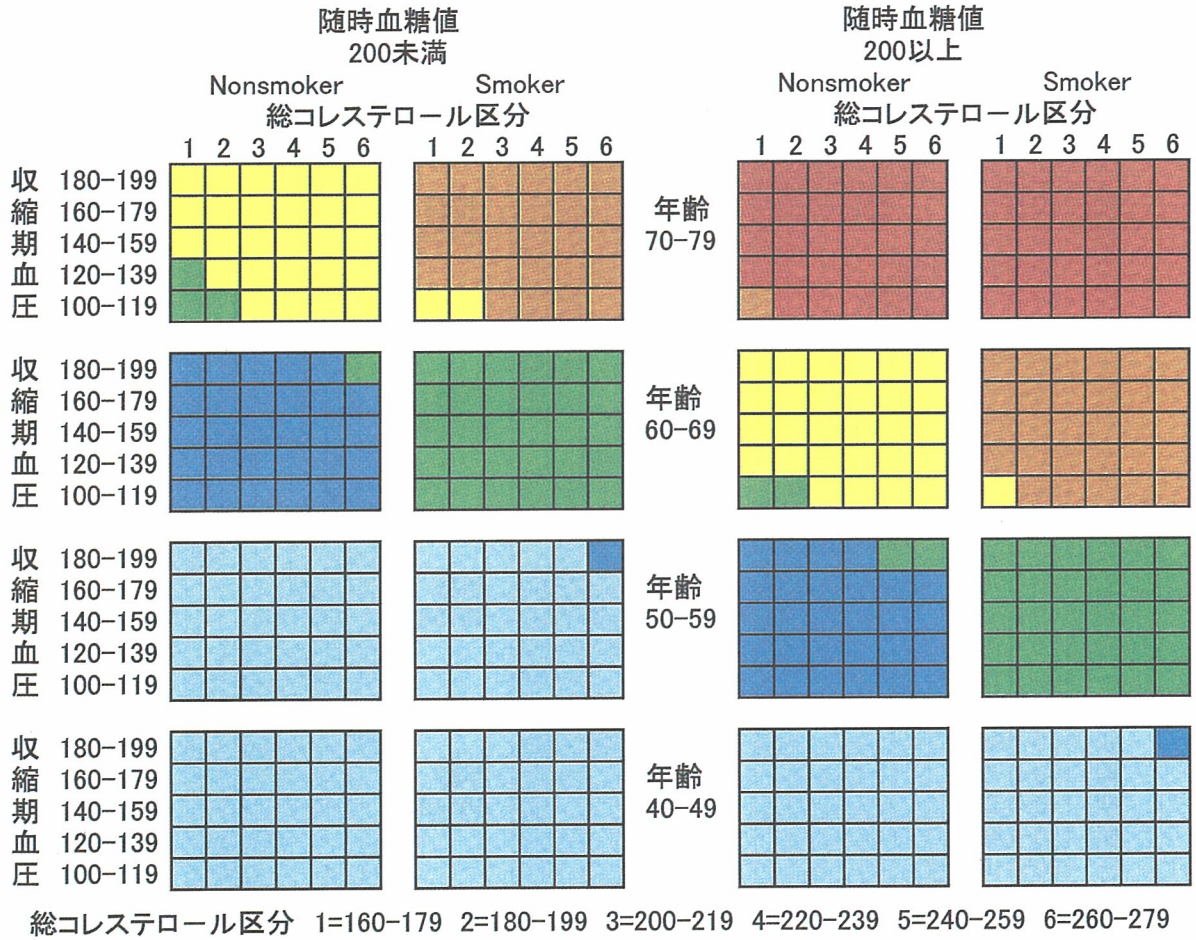 随時血糖値
200未満
Nonsmoker Smoker
総コレステロール区分
1 2 3 4 5 6 1 2 3 4 5 6
随時血糖値
200以上
Nonsmoker Smoker
総コレステロール区分
1 2 3 4 5 6 1 2 3 4 5 6
収縮期血圧
180-199
160-179
140-159
120-139
100-119
年齢
70-79
収縮期血圧
180-199
160-179
140-159
120-139
100-119
年齢
60-69
収縮期血圧
180-199
160-179
140-159
120-139
100-119
年齢
50-59
収縮期血圧
180-199
160-179
140-159
120-139
100-119
年齢
40-49
総コレステロール区分 1=160-179 2=180-199 3=200-219 4=220-239 5=240-259 6=260-279